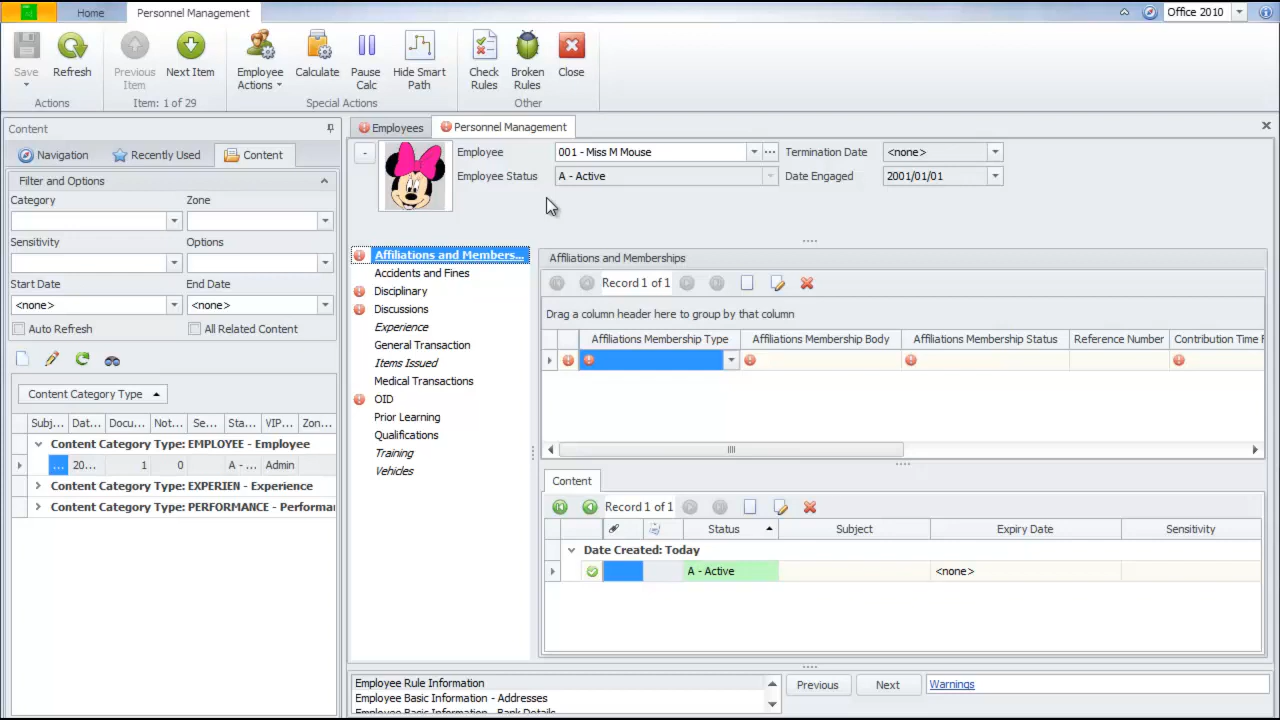 Home
Personnel Management
Office 2010
Save
Refresh
Previous Item
Next Item
Employee Actions
Calculate
Pause Calc
Hide Smart Path
Check Rules
Broken Rules
Close
Actions
Item: 1 of 29
Special Actions
Other
Content
Navigation
Recently Used
Content
Filter and Options
Category
Zone
Sensitivity
Options
Start Date
End Date
<none>
<none>
Auto Refresh
All Related Content
Content Category Type
Subj...
Dat...
Docu...
Not...
Se...
Sta...
VIP...
Zon...
Content Category Type: EMPLOYEE - Employee
...
20...
1
0
A - ...
Admin
Content Category Type: EXPERIEN - Experience
Content Category Type: PERFORMANCE - Performa
Employees
Personnel Management
-
Employee
001 - Miss M Mouse
Termination Date
<none>
Employee Status
A - Active
Date Engaged
2001/01/01
Affiliations and Members...
Accidents and Fines
Disciplinary
Discussions
Experience
General Transaction
Items Issued
Medical Transactions
OID
Prior Learning
Qualifications
Training
Vehicles
Affiliations and Memberships
Record 1 of 1
Drag a column header here to group by that column
Affiliations Membership Type
Affiliations Membership Body
Affiliations Membership Status
Reference Number
Contribution Time F
Content
Record 1 of 1
Status
Subject
Expiry Date
Sensitivity
Date Created: Today
A - Active
<none>
Employee Rule Information
Employee Basic Information - Addresses
Employee Basic Information - Bank Details
Previous
Next
Warnings